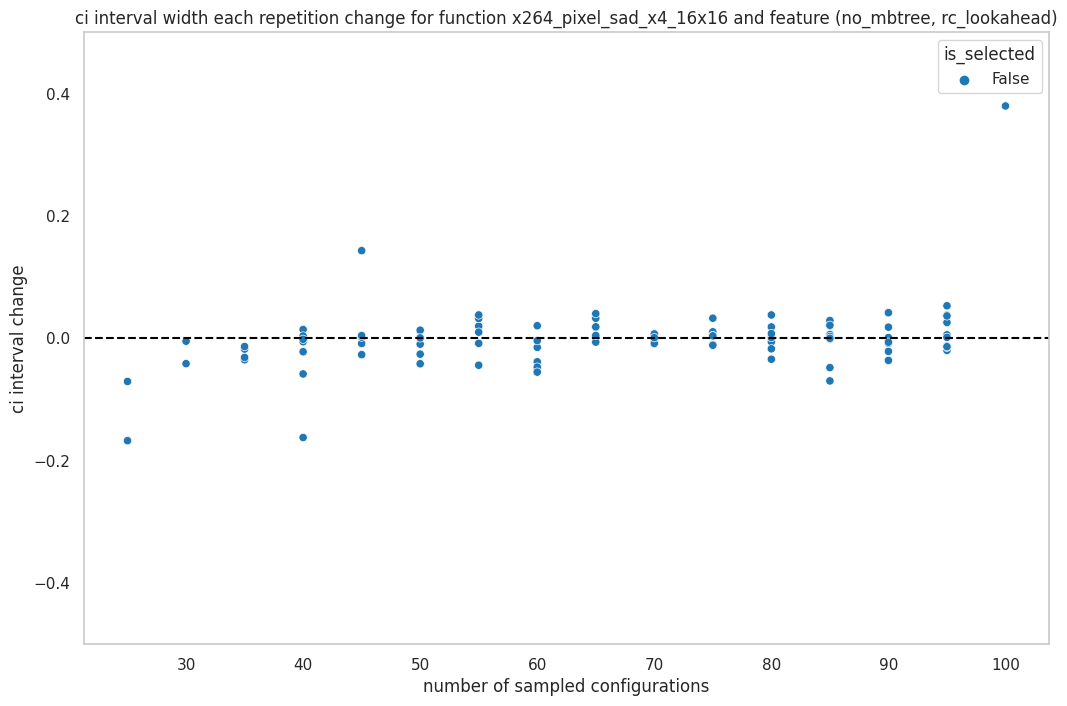 ci interval width each repetition change for function x264_pixel_sad_x4_16x16 and feature (no_mbtree, rc_lookahead)
is_selected
False
0.4
0.2
0.0
−0.2
−0.4
ci interval change
30 40 50 60 70 80 90 100
number of sampled configurations